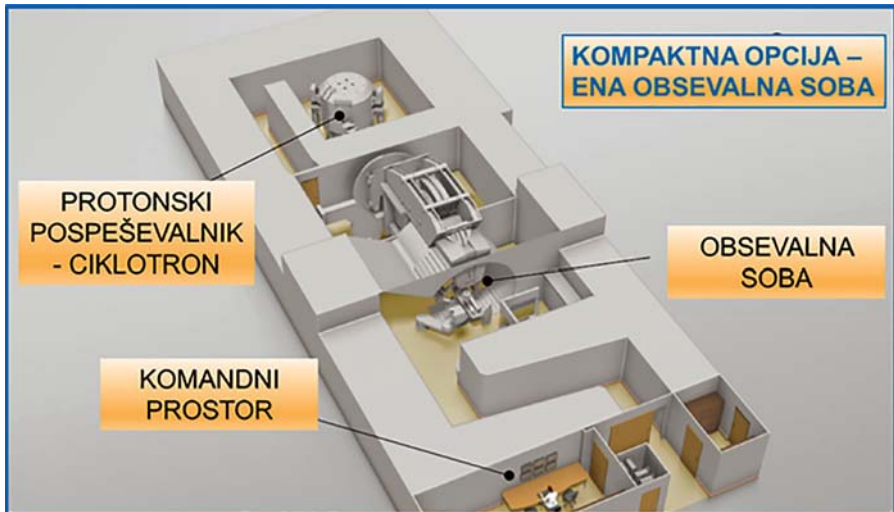 KOMPAKTNA OPCIJA –
ENA OBSEVALNA SOBA
PROTONSKI
POSPEŠEVALNIK
- CIKLOTRON
OBSEVALNA
SOBA
KOMANDNI
PROSTOR